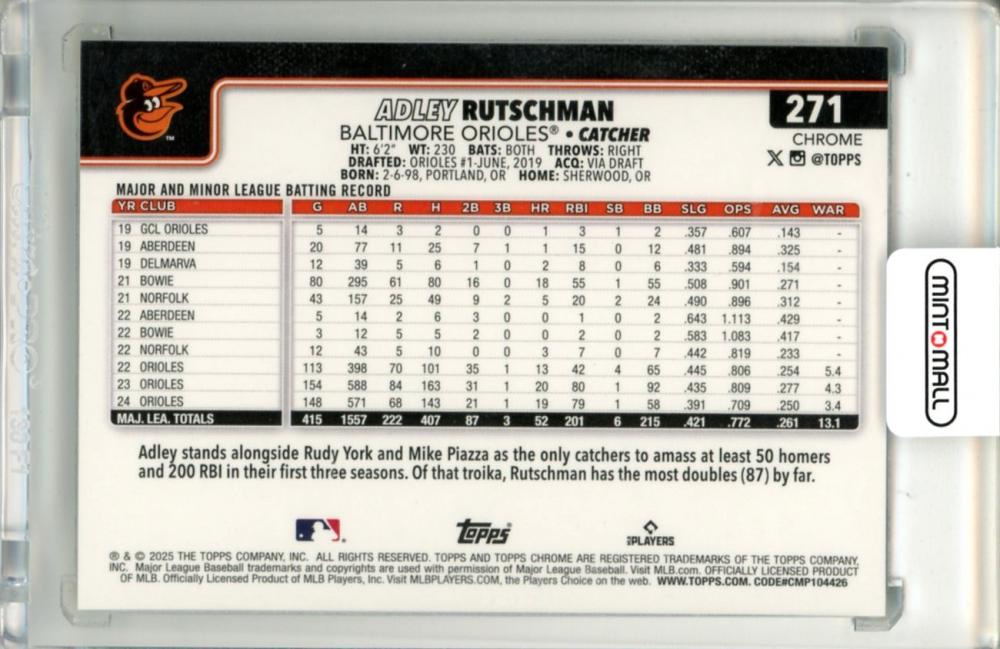 ADLEY RUTSCHMAN
271
BALTIMORE ORIOLES® • CATCHER
CHROME
HT: 6'2" WT: 230 BATS: BOTH THROWS: RIGHT
@TOPPS
DRAFTED: ORIOLES #1-JUNE, 2019 ACQ: VIA DRAFT
BORN: 2-6-98, PORTLAND, OR HOME: SHERWOOD, OR
MAJOR AND MINOR LEAGUE BATTING RECORD
YR CLUB G AB R H 2B 3B HR RBI SB BB SLG OPS AVG WAR
19 GCL ORIOLES 5 14 3 2 0 0 1 3 1 2 .357 .607 .143 -
19 ABERDEEN 20 77 11 25 7 1 1 15 0 12 .481 .894 .325 -
19 DELMARVA 12 39 5 6 1 0 2 8 0 6 .333 .594 .154 -
21 BOWIE 80 295 61 80 16 0 18 55 1 55 .508 .901 .271 -
21 NORFOLK 43 157 25 49 9 2 5 20 2 24 .490 .896 .312 -
22 ABERDEEN 5 14 2 6 3 0 0 1 0 2 .643 1.113 .429 -
22 BOWIE 3 12 5 5 2 0 0 2 0 2 .583 1.083 .417 -
22 NORFOLK 12 43 5 10 0 0 3 7 0 7 .442 .819 .233 -
22 ORIOLES 113 398 70 101 35 1 13 42 4 65 .445 .806 .254 5.4
23 ORIOLES 154 588 84 163 31 1 20 80 1 92 .435 .809 .277 4.3
24 ORIOLES 148 571 68 143 21 1 19 79 1 58 .391 .709 .250 3.4
MAJ. LEA. TOTALS 415 1557 222 407 87 3 52 201 6 215 .421 .772 .261 13.1
Adley stands alongside Rudy York and Mike Piazza as the only catchers to amass at least 50 homers
and 200 RBI in their first three seasons. Of that troika, Rutschman has the most doubles (87) by far.
topps
PLAYERS
® & © 2025 THE TOPPS COMPANY, INC. ALL RIGHTS RESERVED. TOPPS AND TOPPS CHROME ARE REGISTERED TRADEMARKS OF THE TOPPS COMPANY,
INC. Major League Baseball trademarks and copyrights are used with permission of Major League Baseball. Visit MLB.com. OFFICIALLY LICENSED PRODUCT
OF MLB. Officially Licensed Product of MLB Players, Inc. Visit MLBPLAYERS.COM, the Players Choice on the web. WWW.TOPPS.COM. CODE#CMP104426
MINTOMALL